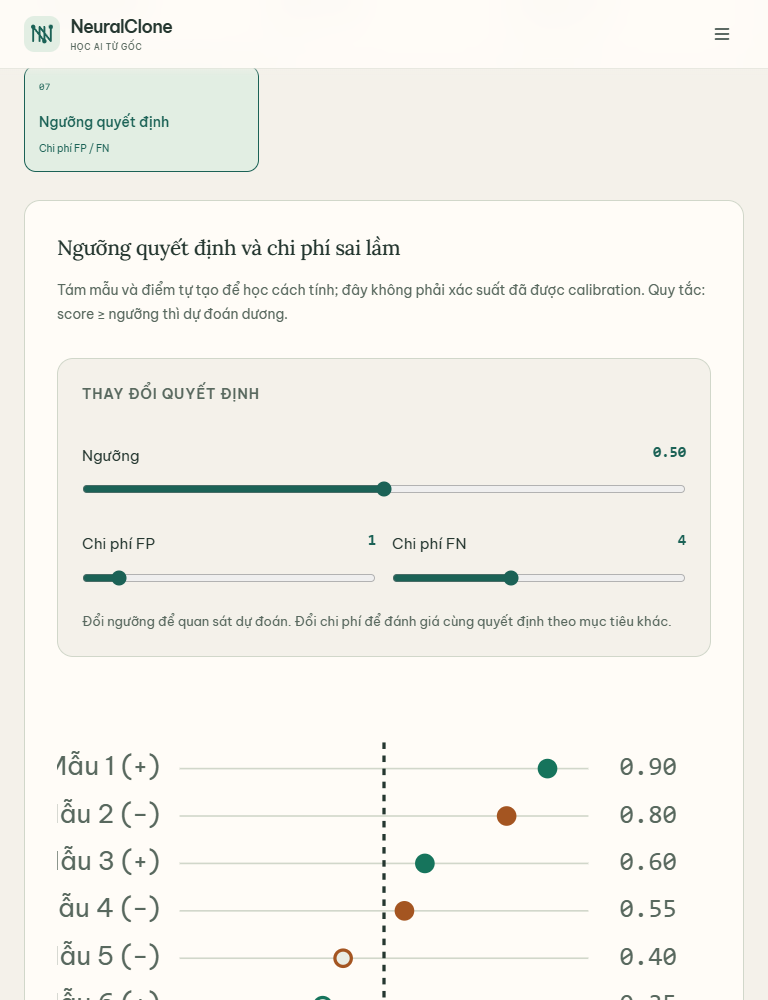 NeuralClone
HỌC AI TỪ GỐC
07
Ngưỡng quyết định
Chi phí FP / FN
Ngưỡng quyết định và chi phí sai lầm
Tám mẫu và điểm tự tạo để học cách tính; đây không phải xác suất đã được calibration. Quy tắc:
score ≥ ngưỡng thì dự đoán dương.
THAY ĐỔI QUYẾT ĐỊNH
Ngưỡng 0.50
Chi phí FP 1 Chi phí FN 4
Đổi ngưỡng để quan sát dự đoán. Đổi chi phí để đánh giá cùng quyết định theo mục tiêu khác.
Mẫu 1 (+) 0.90
ẫu 2 (−) 0.80
ẫu 3 (+) 0.60
ẫu 4 (−) 0.55
ẫu 5 (−) 0.40